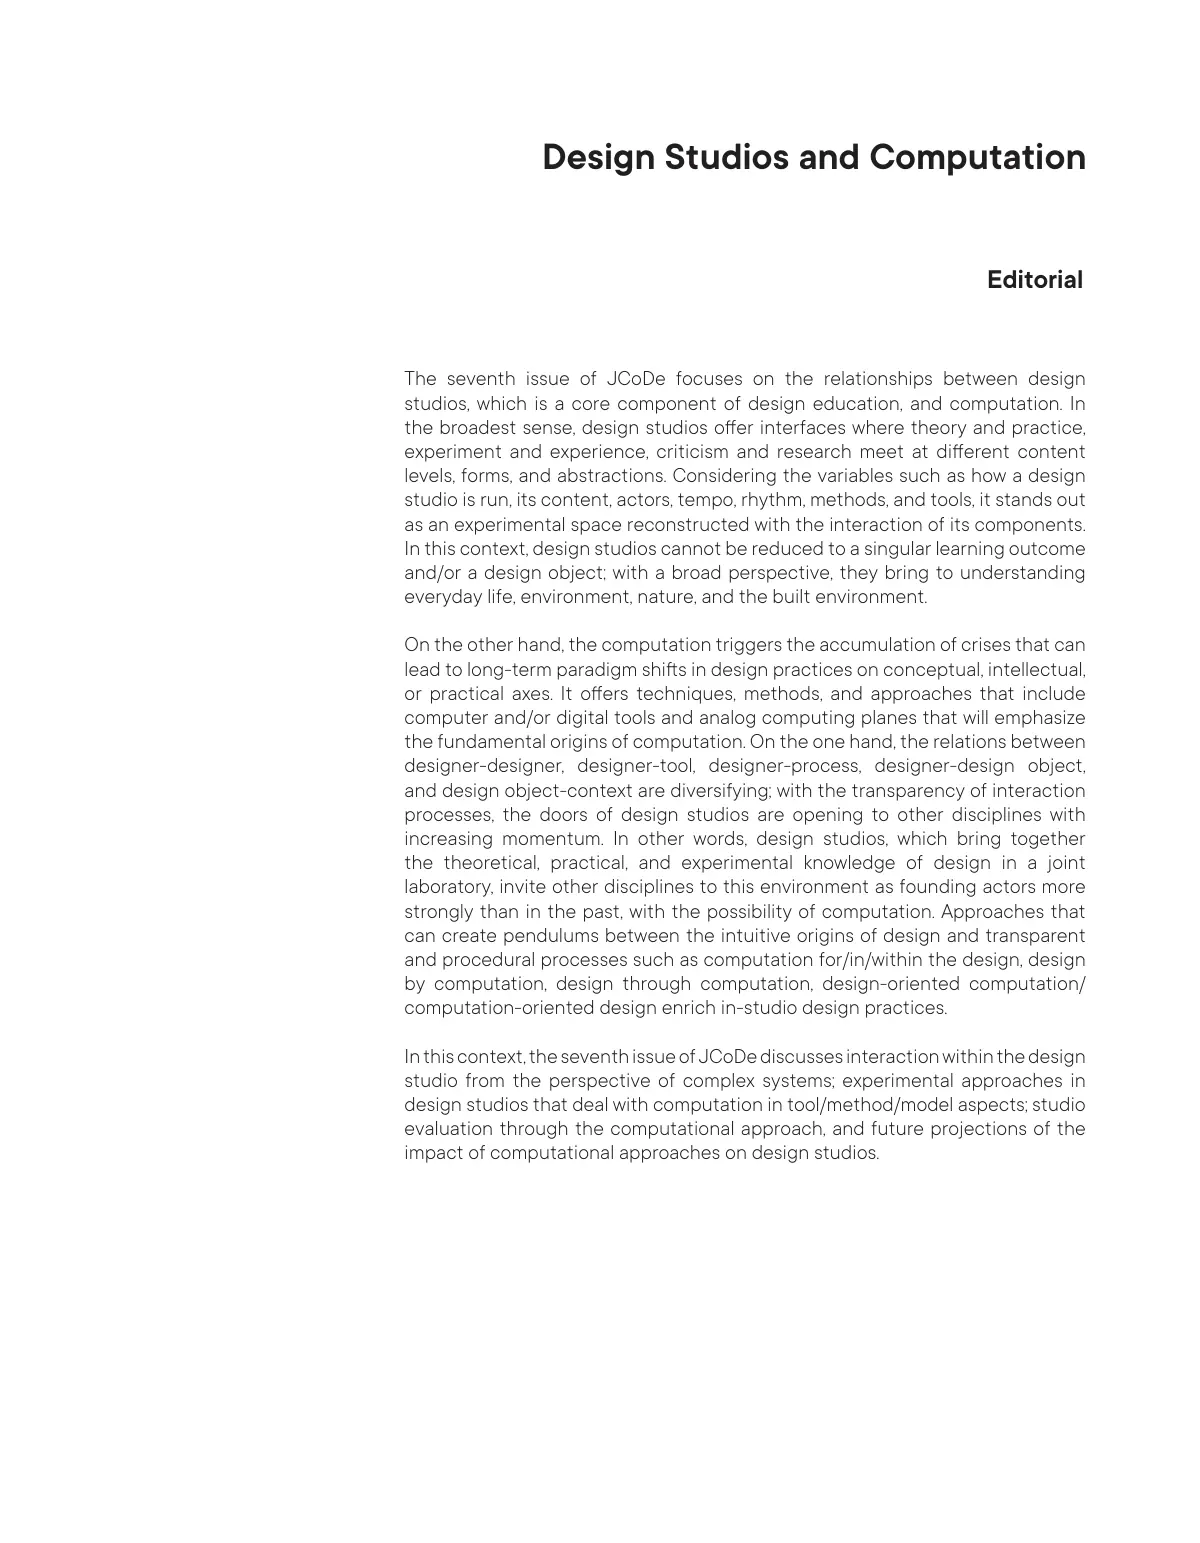 Design Studios and Computation
Editorial
The seventh issue of JCoDe focuses on the relationships between design
studios, which is a core component of design education, and computation. In
the broadest sense, design studios offer interfaces where theory and practice,
experiment and experience, criticism and research meet at different content
levels, forms, and abstractions. Considering the variables such as how a design
studio is run, its content, actors, tempo, rhythm, methods, and tools, it stands out
as an experimental space reconstructed with the interaction of its components.
In this context, design studios cannot be reduced to a singular learning outcome
and/or a design object; with a broad perspective, they bring to understanding
everyday life, environment, nature, and the built environment.
On the other hand, the computation triggers the accumulation of crises that can
lead to long-term paradigm shifts in design practices on conceptual, intellectual,
or practical axes. It offers techniques, methods, and approaches that include
computer and/or digital tools and analog computing planes that will emphasize
the fundamental origins of computation. On the one hand, the relations between
designer-designer, designer-tool, designer-process, designer-design object,
and design object-context are diversifying; with the transparency of interaction
processes, the doors of design studios are opening to other disciplines with
increasing momentum. In other words, design studios, which bring together
the theoretical, practical, and experimental knowledge of design in a joint
laboratory, invite other disciplines to this environment as founding actors more
strongly than in the past, with the possibility of computation. Approaches that
can create pendulums between the intuitive origins of design and transparent
and procedural processes such as computation for/in/within the design, design
by computation, design through computation, design-oriented computation/
computation-oriented design enrich in-studio design practices.
In this context, the seventh issue of JCoDe discusses interaction within the design
studio from the perspective of complex systems; experimental approaches in
design studios that deal with computation in tool/method/model aspects; studio
evaluation through the computational approach, and future projections of the
impact of computational approaches on design studios.